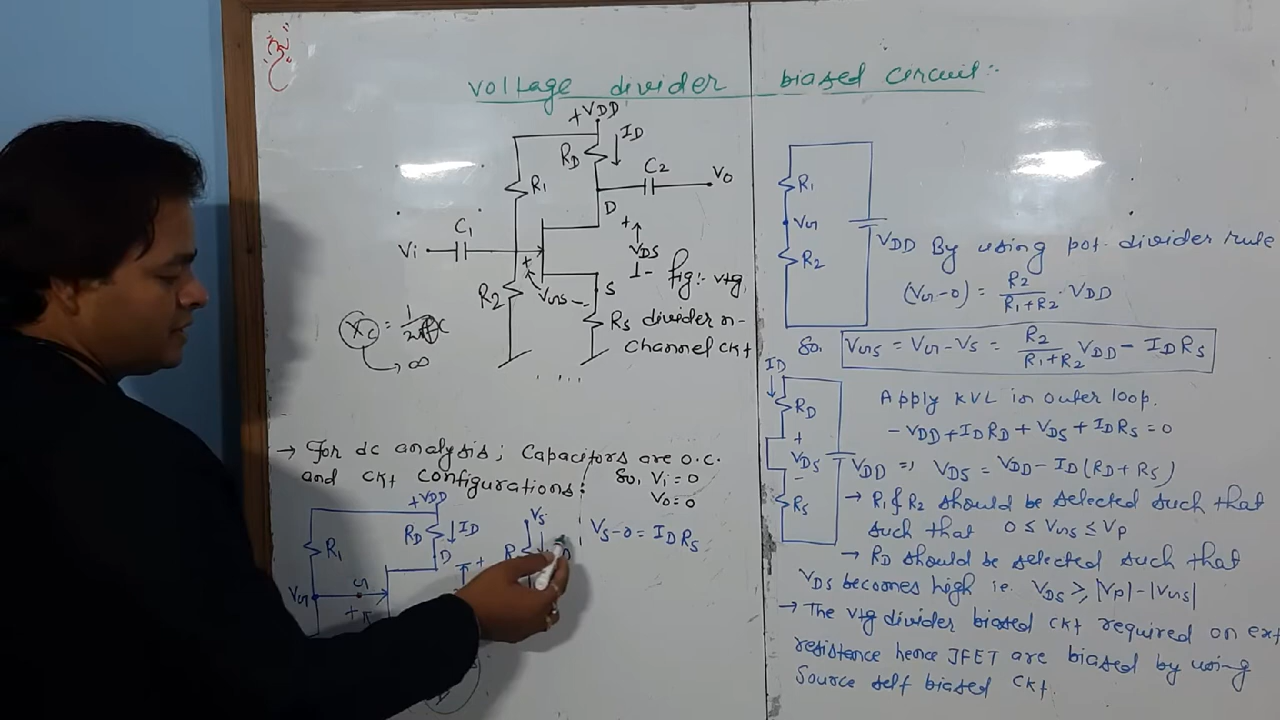 ॐ
Voltage divider biased circuit:-
+VDD
ID
RD
R1
C2
Vo
D
C1
Vi
+
VDS
-
+
VGS
-
S
R2
RS
fig:- vtg. divider n-channel ckt
Xc = 1/2πfc
→ ∞
→ For dc analysis; Capacitors are o.c.
and ckt configurations:
So, Vi = 0
Vo = 0
+VDD
RD
ID
R1
D
+
VG
G
+
VS
VS-0 = ID RS
R1
VG
R2
VDD
By using pot. divider rule
(VG-0) = R2/R1+R2 . VDD
So, VGS = VG-VS = R2/R1+R2 VDD - ID RS
ID
RD
+
VDS
-
RS
VDD
Apply KVL in outer loop.
-VDD + ID RD + VDS + ID RS = 0
=, VDS = VDD - ID (RD + RS)
→ R1 & R2 should be selected such that
such that 0 ≤ VGS ≤ VP
→ RD should be selected such that
VDS becomes high ie. VDS ≥, |VP| - |VGS|
→ The vtg divider biased ckt required on ext
resistance hence JFET are biased by using
Source self biased ckt.